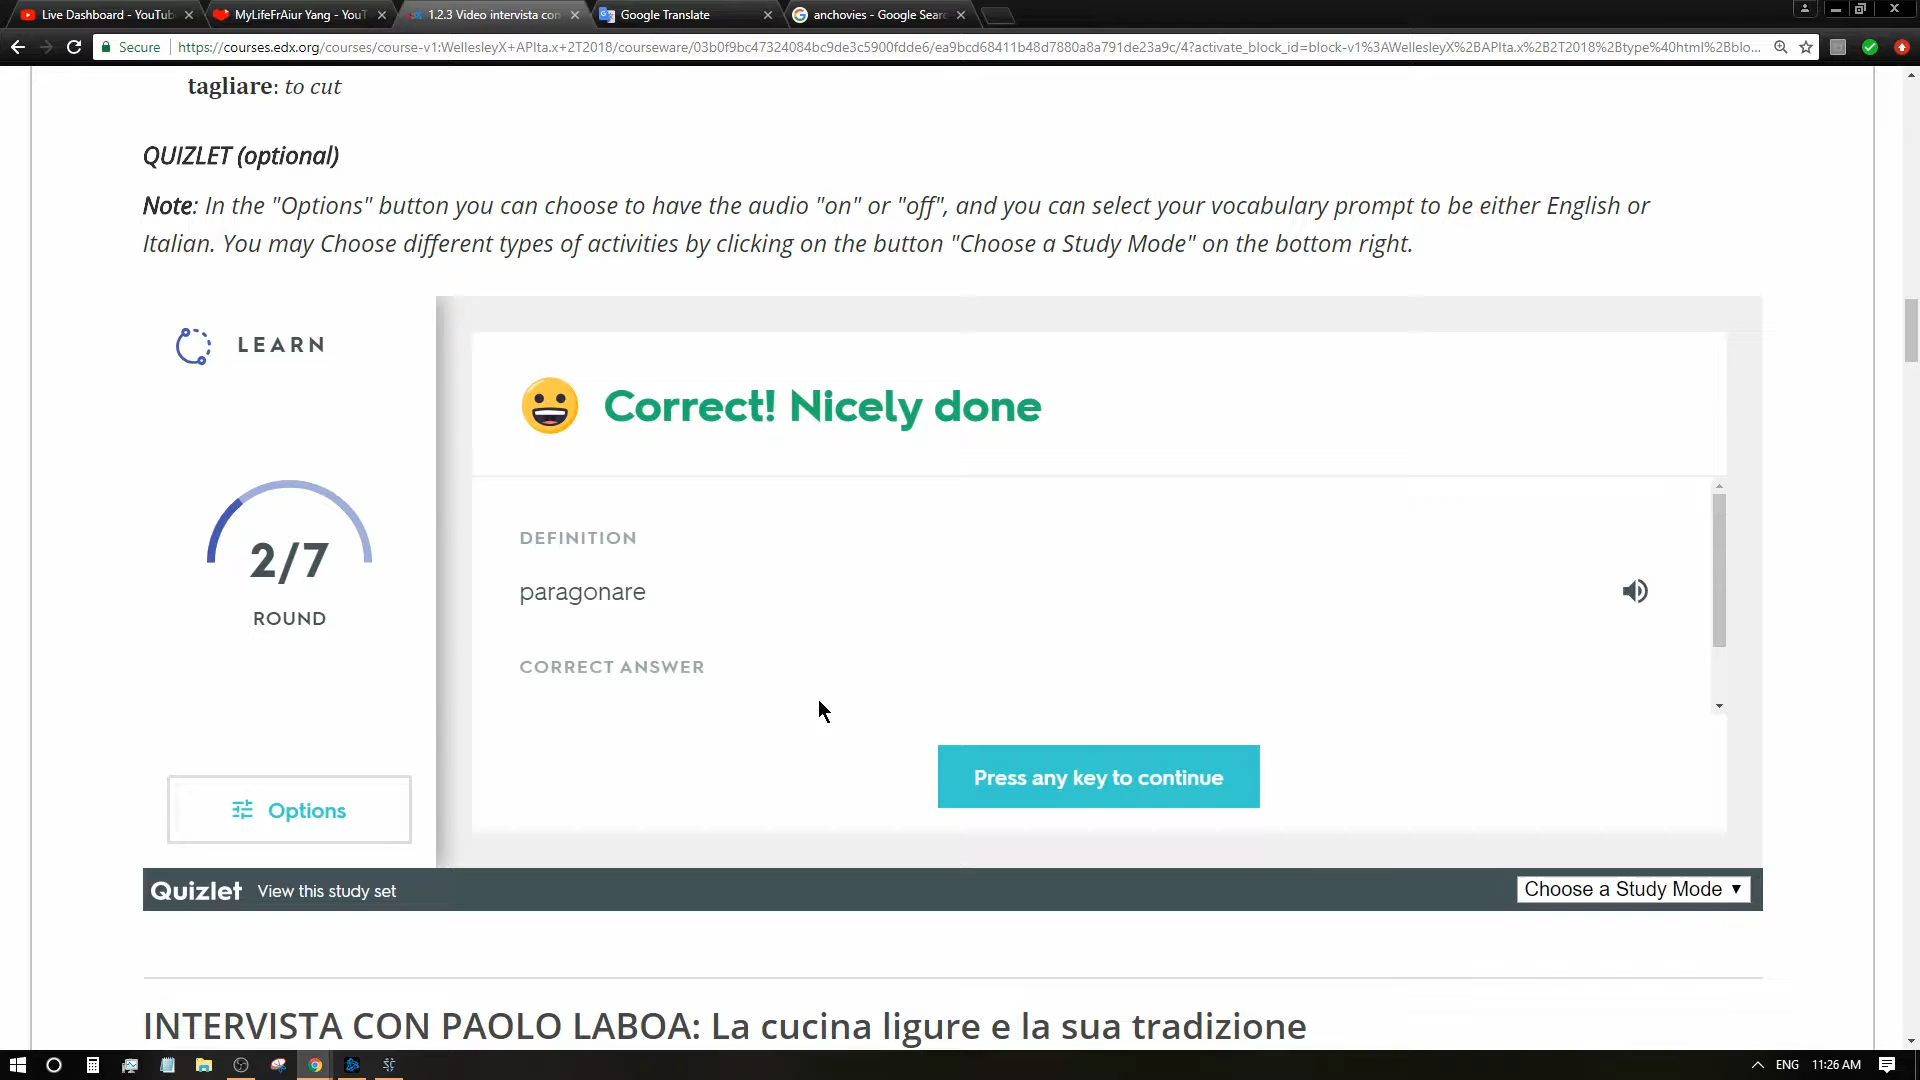 Live Dashboard - YouTub
MyLifeFrAiur Yang - YouT
1.2.3 Video intervista con
Google Translate
anchovies - Google Sear
Secure
https://courses.edx.org/courses/course-v1:WellesleyX+APIta.x+2T2018/courseware/03b0f9bc47324084bc9de3c5900fdde6/ea9bcd68411b48d7880a8a791de23a9c/4?activate_block_id=block-v1%3AWellesleyX%2BAPIta.x%2B2T2018%2Btype%40html%2Bblo...
tagliare: to cut
QUIZLET (optional)
Note: In the "Options" button you can choose to have the audio "on" or "off", and you can select your vocabulary prompt to be either English or
Italian. You may Choose different types of activities by clicking on the button "Choose a Study Mode" on the bottom right.
LEARN
Correct! Nicely done
2/7
ROUND
DEFINITION
paragonare
CORRECT ANSWER
Press any key to continue
Options
Quizlet
View this study set
Choose a Study Mode
INTERVISTA CON PAOLO LABOA: La cucina ligure e la sua tradizione
ENG
11:26 AM